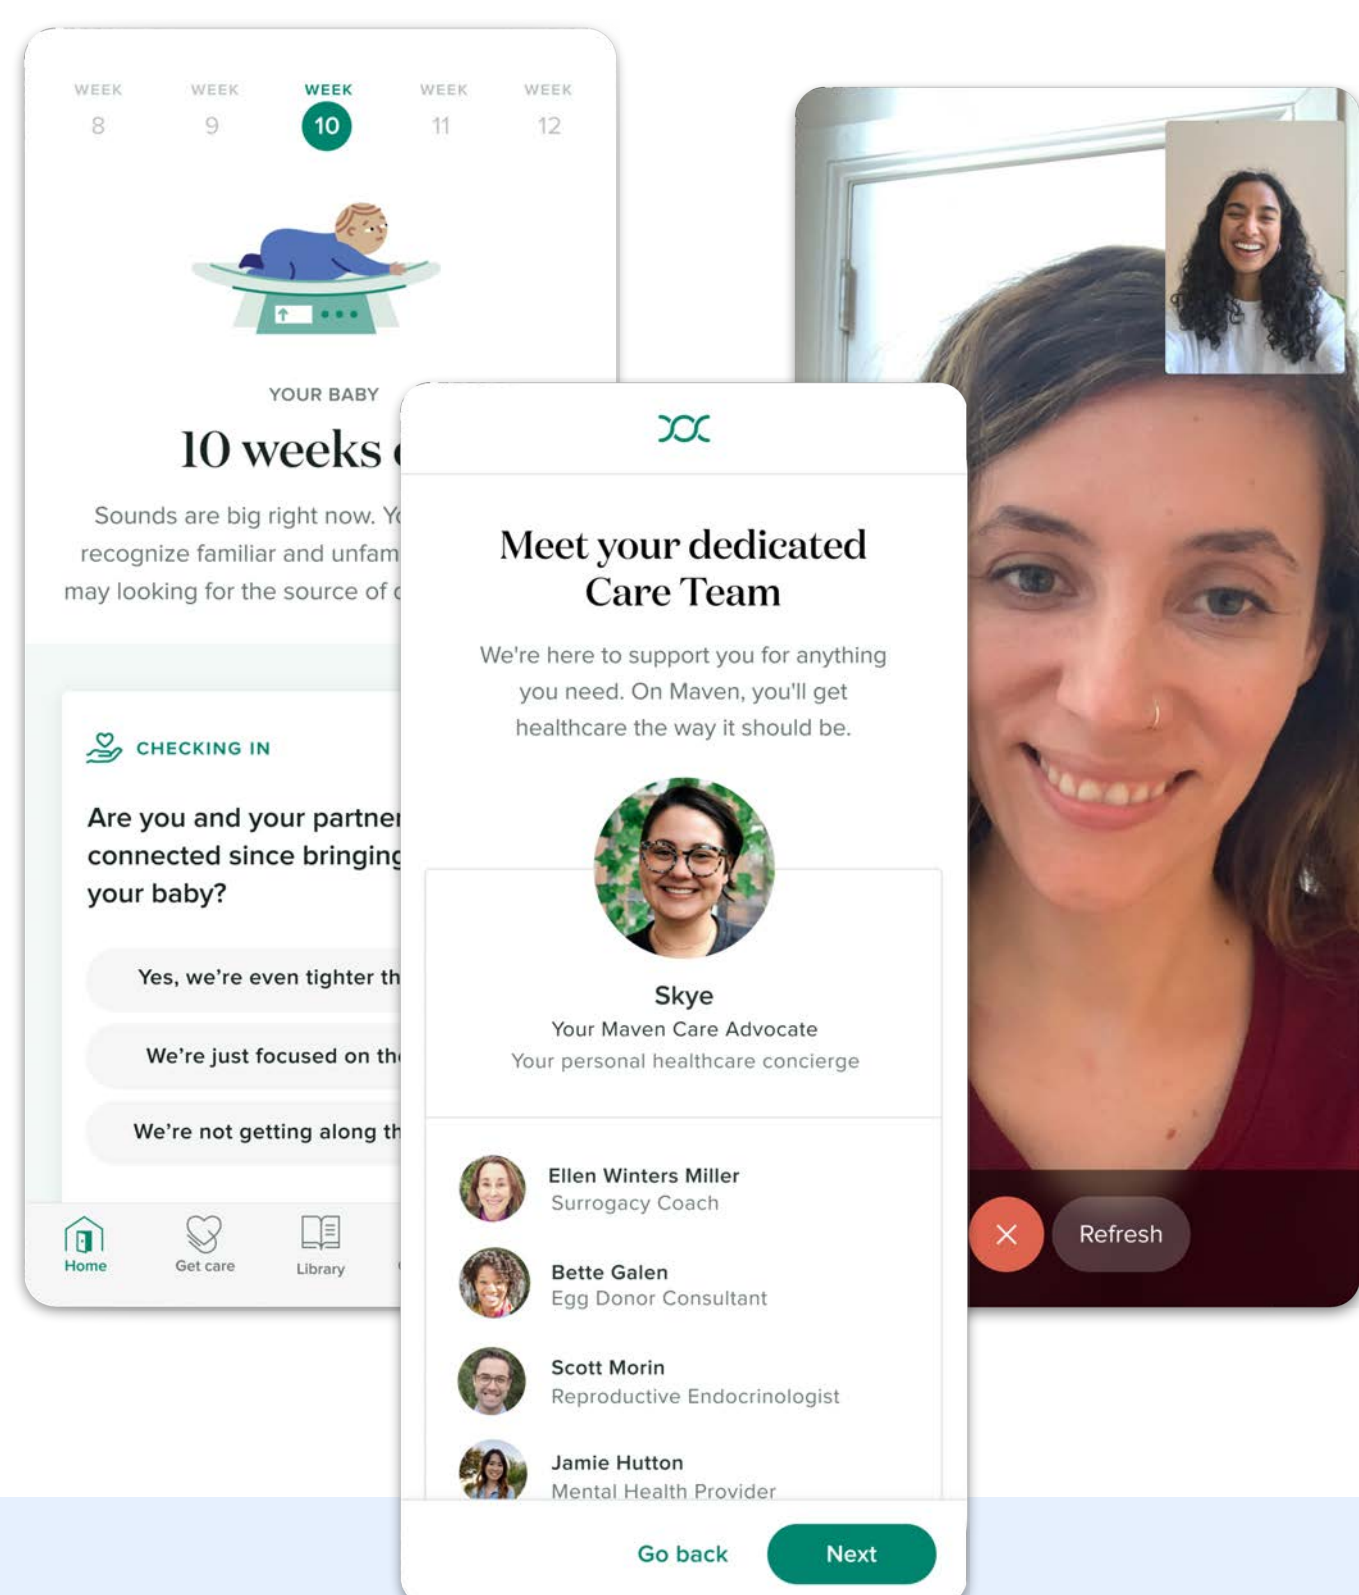 WEEK WEEK WEEK WEEK WEEK
8 9 10 11 12
YOUR BABY
10 weeks
Sounds are big right now.
recognize familiar and
may looking for the source of
CHECKING IN
Are you and your
connected since bringing
your baby?
Yes, we're even tighter
We're just focused on
We're not getting along
Home Get care Library
Meet your dedicated
Care Team
We're here to support you for anything
you need. On Maven, you'll get
healthcare the way it should be.
Skye
Your Maven Care Advocate
Your personal healthcare concierge
Ellen Winters Miller
Surrogacy Coach
Bette Galen
Egg Donor Consultant
Scott Morin
Reproductive Endocrinologist
Jamie Hutton
Mental Health Provider
Go back Next
Refresh